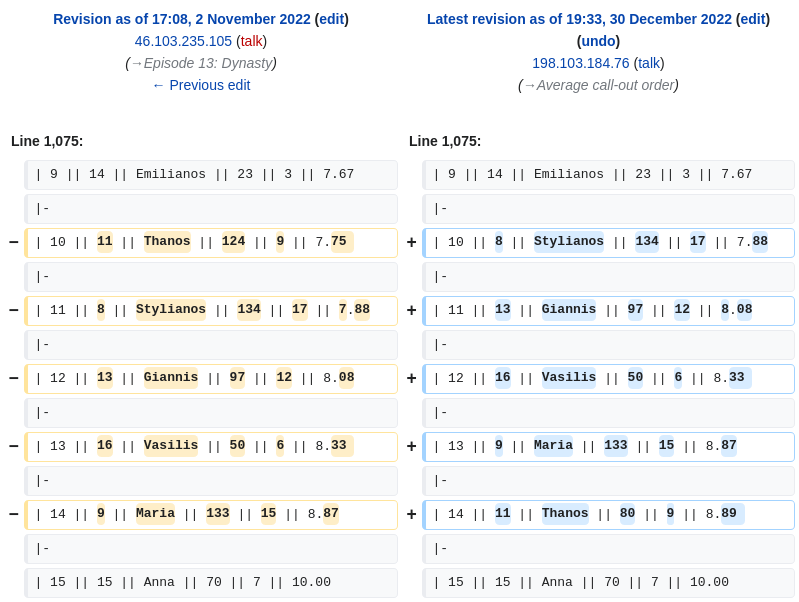 Revision as of 17:08, 2 November 2022 (edit)
46.103.235.105 (talk)
(→Episode 13: Dynasty)
← Previous edit
Latest revision as of 19:33, 30 December 2022 (edit)
(undo)
198.103.184.76 (talk)
(→Average call-out order)
Line 1,075:
Line 1,075:
| 9 || 14 || Emilianos || 23 || 3 || 7.67
| 9 || 14 || Emilianos || 23 || 3 || 7.67
|-
|-
− | 10 || 11 || Thanos || 124 || 9 || 7.75
+ | 10 || 8 || Stylianos || 134 || 17 || 7.88
|-
|-
− | 11 || 8 || Stylianos || 134 || 17 || 7.88
+ | 11 || 13 || Giannis || 97 || 12 || 8.08
|-
|-
− | 12 || 13 || Giannis || 97 || 12 || 8.08
+ | 12 || 16 || Vasilis || 50 || 6 || 8.33
|-
|-
− | 13 || 16 || Vasilis || 50 || 6 || 8.33
+ | 13 || 9 || Maria || 133 || 15 || 8.87
|-
|-
− | 14 || 9 || Maria || 133 || 15 || 8.87
+ | 14 || 11 || Thanos || 80 || 9 || 8.89
|-
|-
| 15 || 15 || Anna || 70 || 7 || 10.00
| 15 || 15 || Anna || 70 || 7 || 10.00